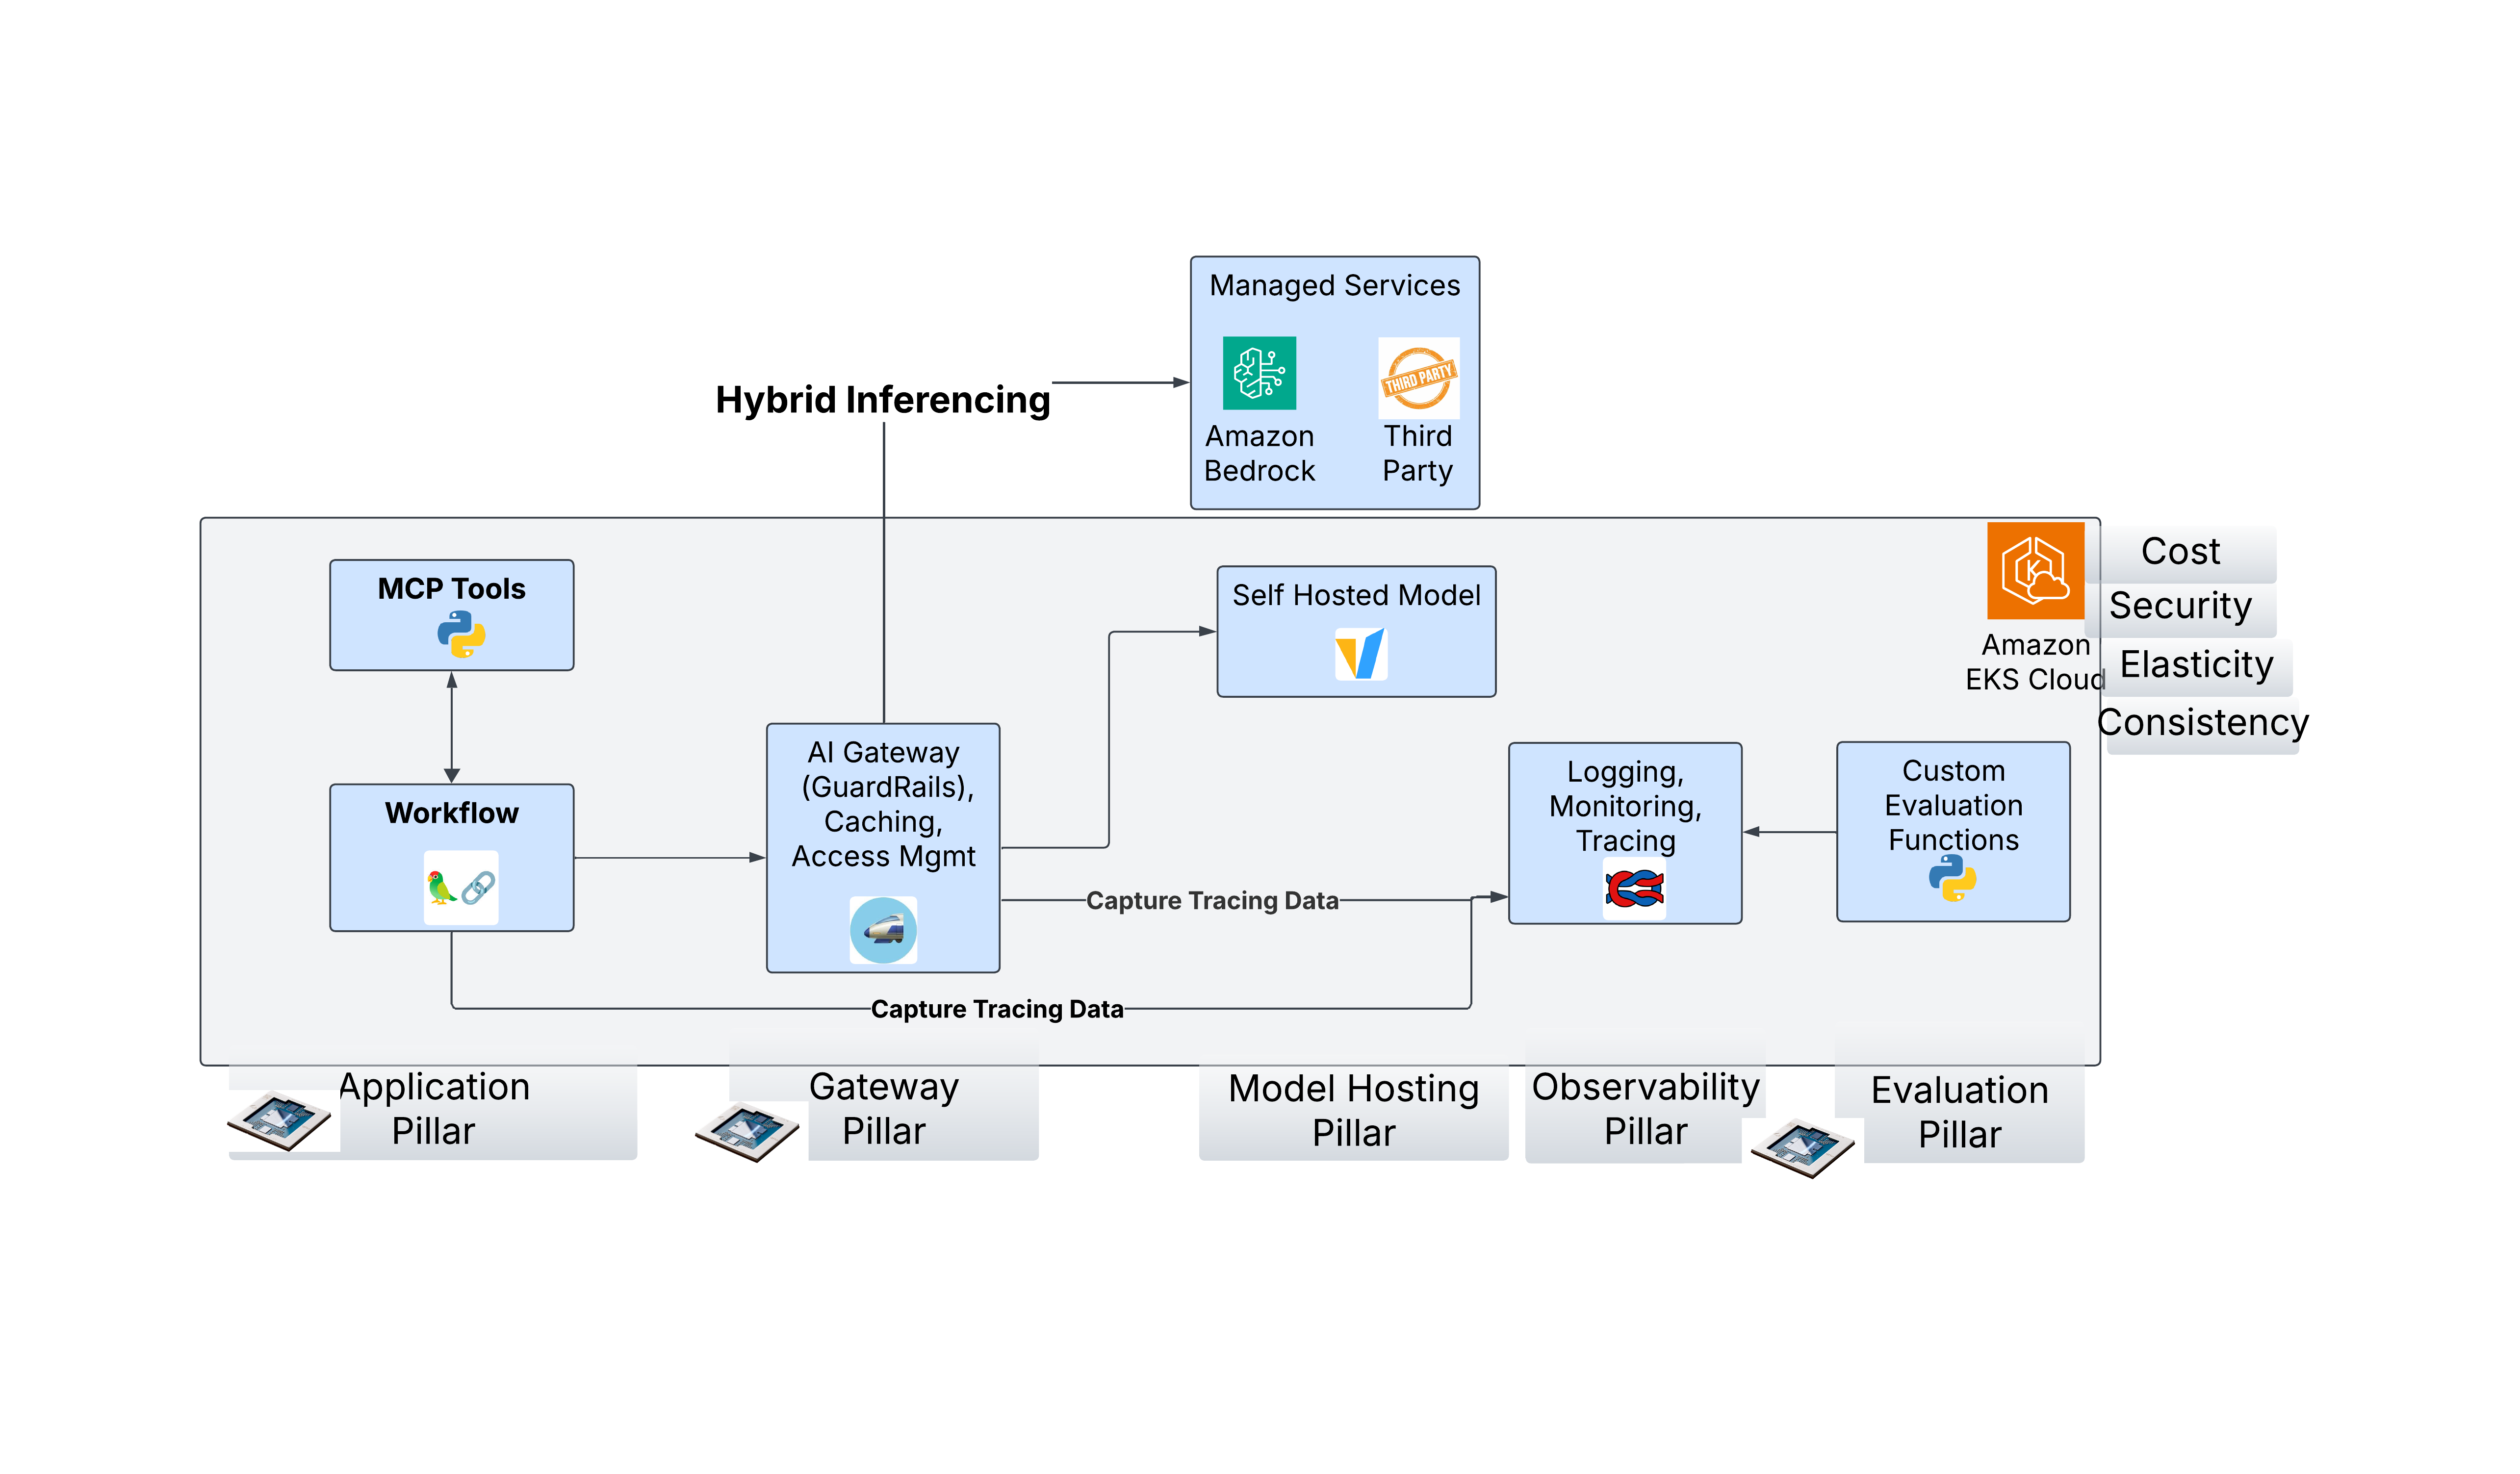 Managed Services
THIRD PARTY
Amazon
Bedrock
Third
Party
Hybrid Inferencing
MCP Tools
Self Hosted Model
K
Amazon
EKS Cloud
Cost
Security
Elasticity
Consistency
Workflow
AI Gateway
(GuardRails),
Caching,
Access Mgmt
Logging,
Monitoring,
Tracing
Custom
Evaluation
Functions
Capture Tracing Data
Capture Tracing Data
Application
Pillar
Gateway
Pillar
Model Hosting
Pillar
Observability
Pillar
Evaluation
Pillar